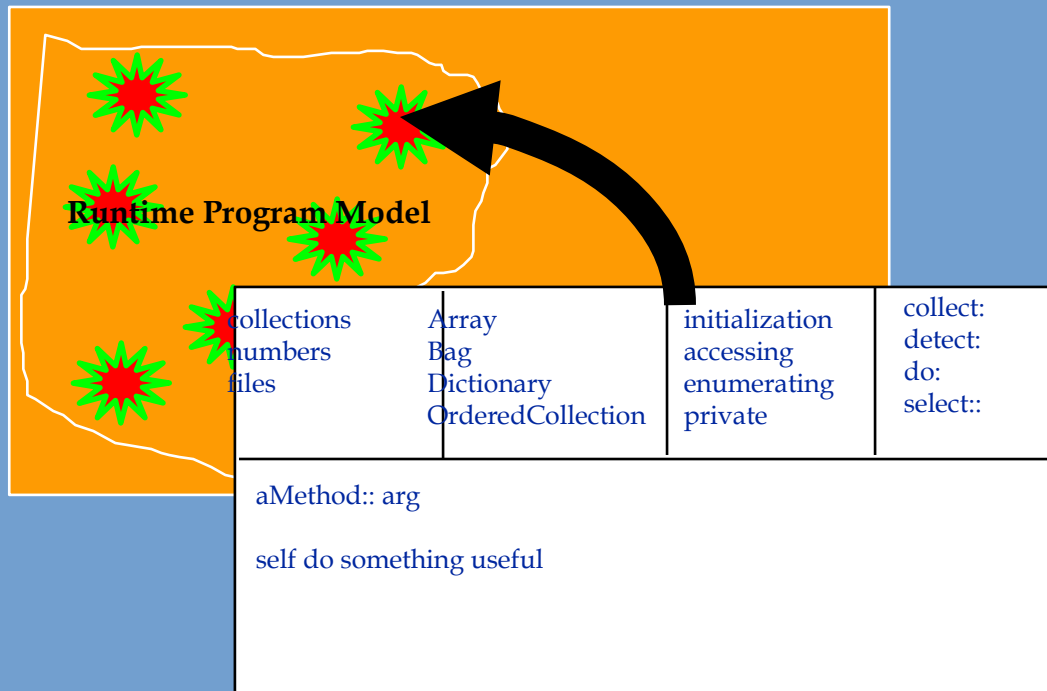 Runtime Program Model
collections
numbers
files
Array
Bag
Dictionary
OrderedCollection
initialization
accessing
enumerating
private
collect:
detect:
do:
select::
aMethod:: arg
self do something useful